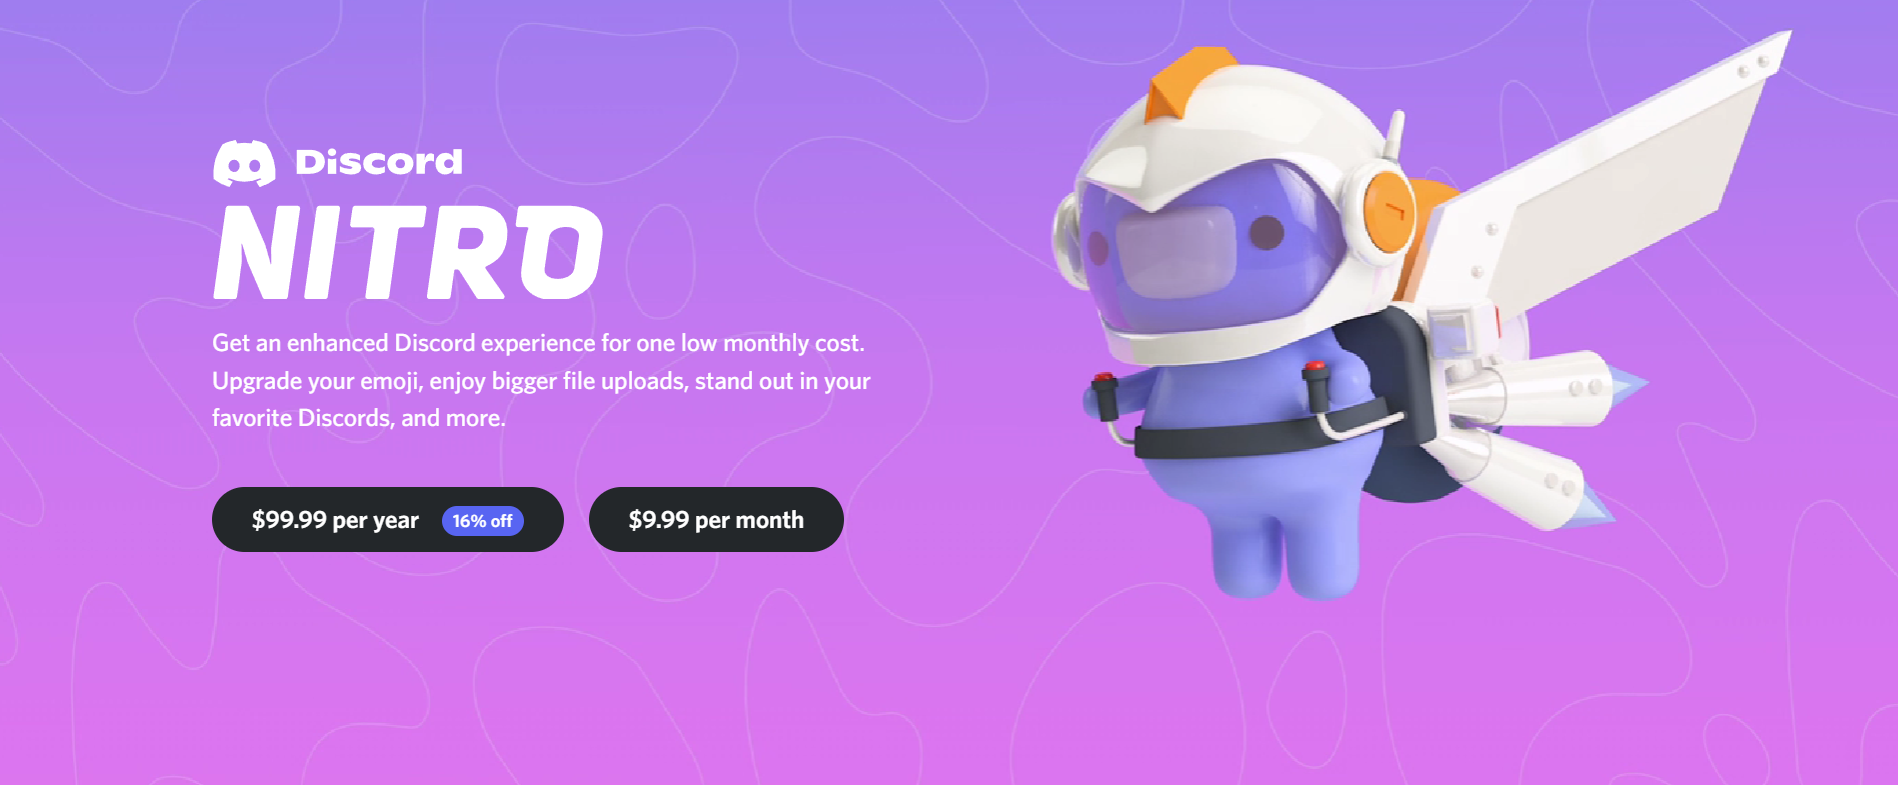 Discord
NITRO
Get an enhanced Discord experience for one low monthly cost.
Upgrade your emoji, enjoy bigger file uploads, stand out in your
favorite Discords, and more.
$99.99 per year 16% off
$9.99 per month